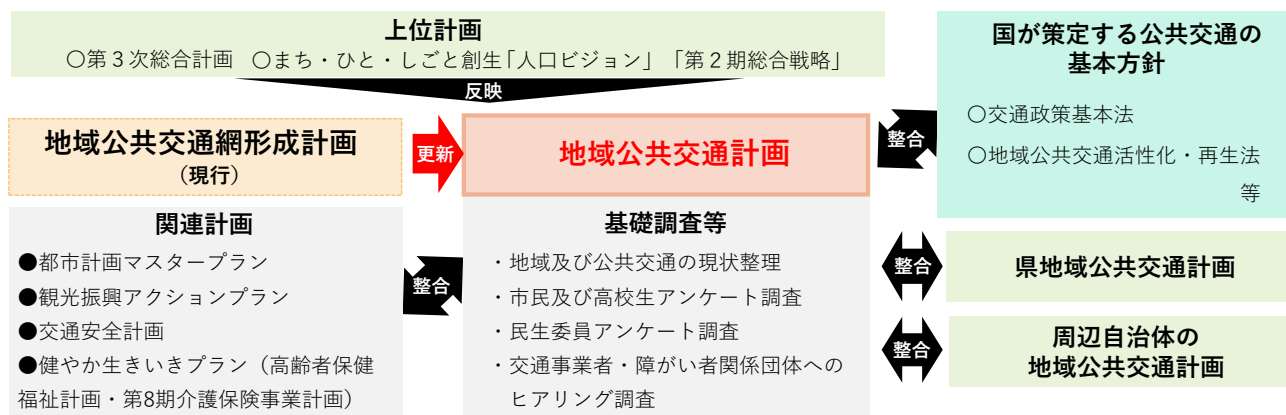 上位計画
〇第３次総合計画 〇まち・ひと・しごと創生「人口ビジョン」「第２期総合戦略」
反映
国が策定する公共交通の
基本方針
〇交通政策基本法
〇地域公共交通活性化・再生法
等
地域公共交通網形成計画
（現行）
更新
地域公共交通計画
整合
関連計画
●都市計画マスタープラン
●観光振興アクションプラン
●交通安全計画
●健やか生きいきプラン（高齢者保健
福祉計画・第8期介護保険事業計画）
整合
基礎調査等
・地域及び公共交通の現状整理
・市民及び高校生アンケート調査
・民生委員アンケート調査
・交通事業者・障がい者関係団体への
ヒアリング調査
整合
県地域公共交通計画
整合
周辺自治体の
地域公共交通計画